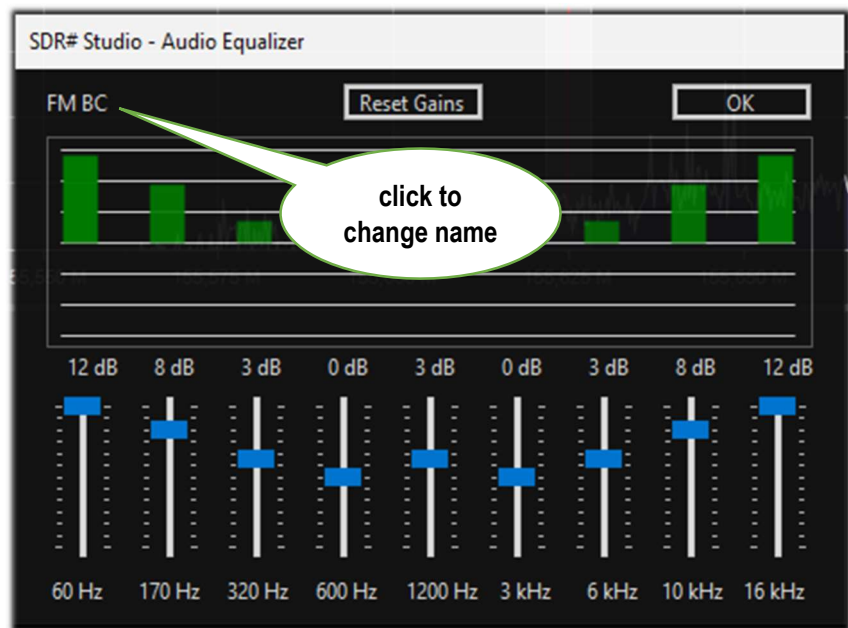 SDR# Studio - Audio Equalizer
FM BC
Reset Gains
OK
click to
change name
12 dB 8 dB 3 dB 0 dB 3 dB 0 dB 3 dB 8 dB 12 dB
60 Hz 170 Hz 320 Hz 600 Hz 1200 Hz 3 kHz 6 kHz 10 kHz 16 kHz